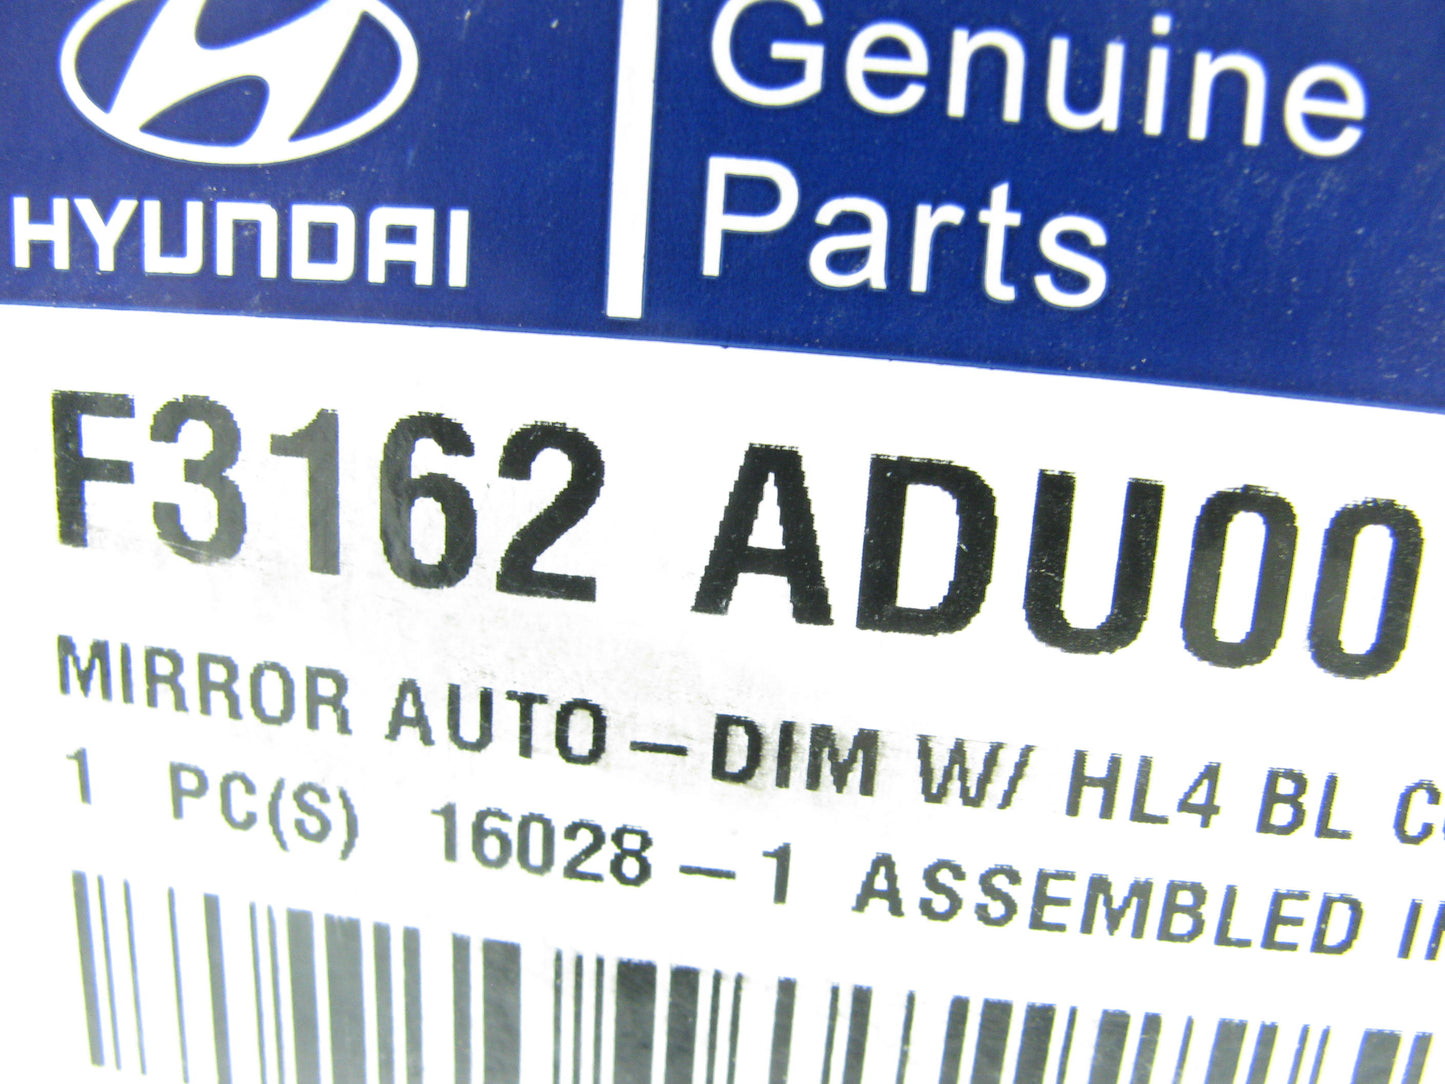 HYUNDAI
Genuine
Parts
F3162 ADU00
MIRROR AUTO-DIM W/ HL4 BL
1 PC(S) 16028-1 ASSEMBLED